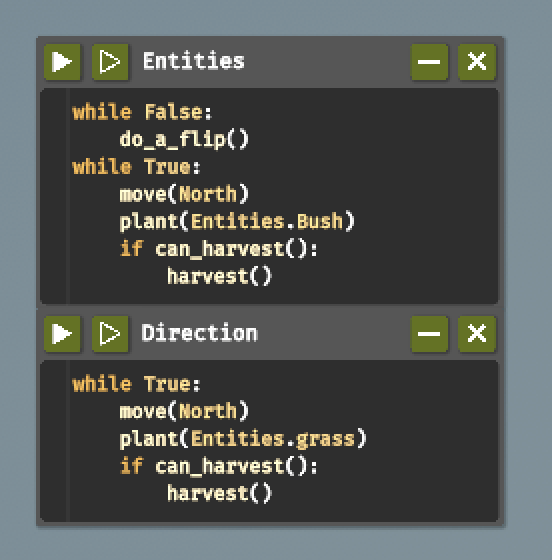 Entities
while False:
    do_a_flip()
while True:
    move(North)
    plant(Entities.Bush)
    if can_harvest():
        harvest()
Direction
while True:
    move(North)
    plant(Entities.grass)
    if can_harvest():
        harvest()